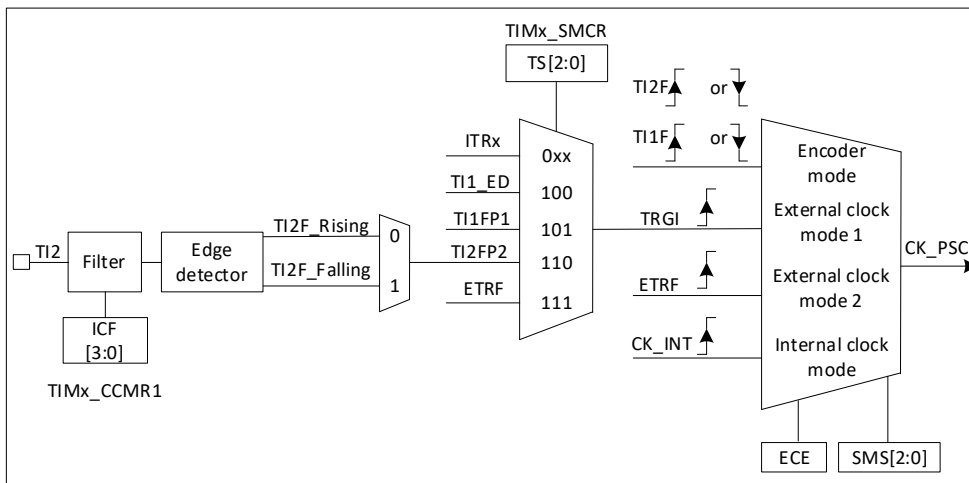 TIMx_SMCR
TS[2:0]
TI2F or
TI1F or
ITRx
0xx
TI1_ED
100
TI1FP1
101
TI2FP2
110
ETRF
111
TI2
Filter
ICF
[3:0]
TIMx_CCMR1
Edge
detector
TI2F_Rising
0
TI2F_Falling
1
TRGI
ETRF
CK_INT
Encoder
mode
External clock
mode 1
External clock
mode 2
Internal clock
mode
CK_PSC
ECE
SMS[2:0]